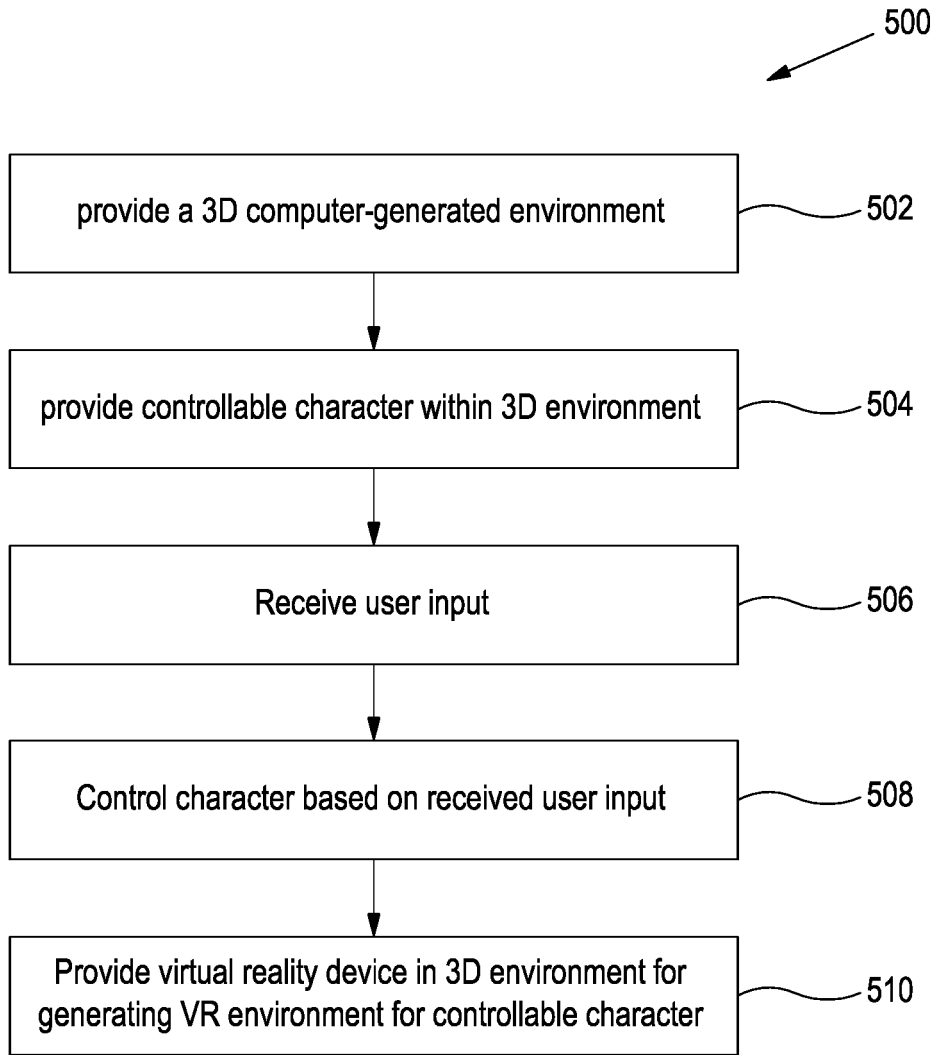 500
provide a 3D computer-generated environment
502
provide controllable character within 3D environment
504
Receive user input
506
Control character based on received user input
508
Provide virtual reality device in 3D environment for
generating VR environment for controllable character
510